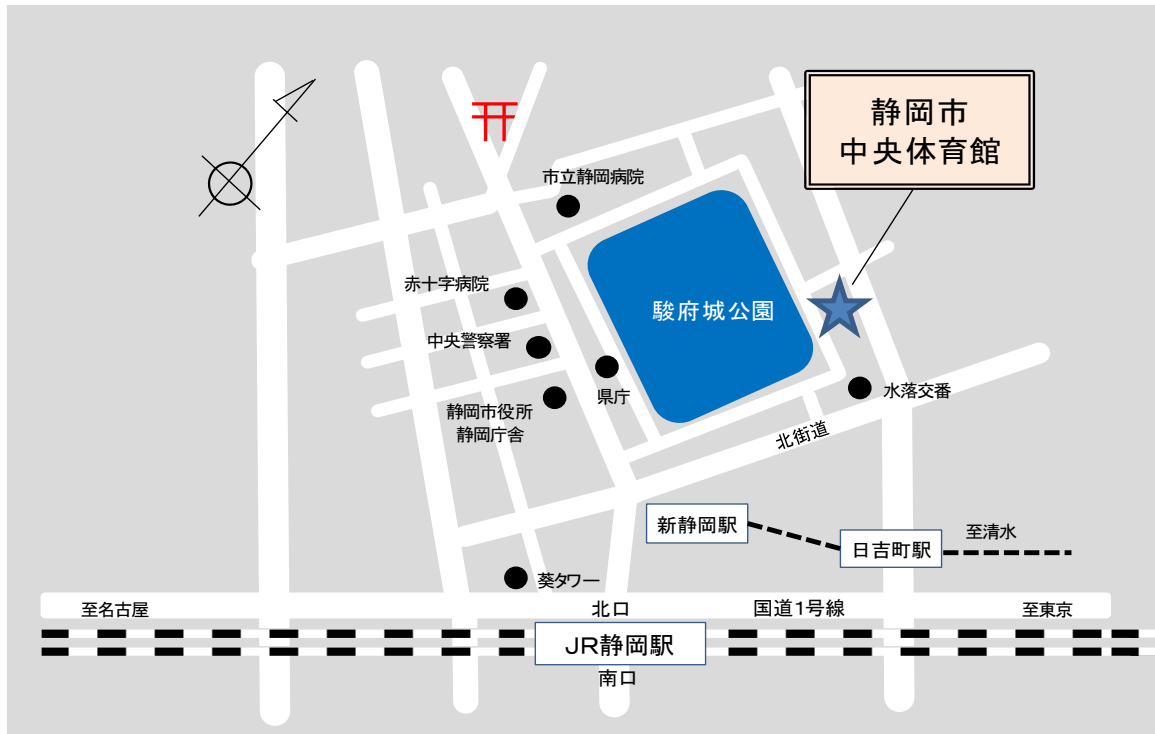 静岡市
中央体育館
市立静岡病院
赤十字病院
駿府城公園
中央警察署
県庁
水落交番
静岡市役所
静岡庁舎
北街道
新静岡駅
日吉町駅
至清水
葵タワー
至名古屋
北口
国道1号線
至東京
JR静岡駅
南口